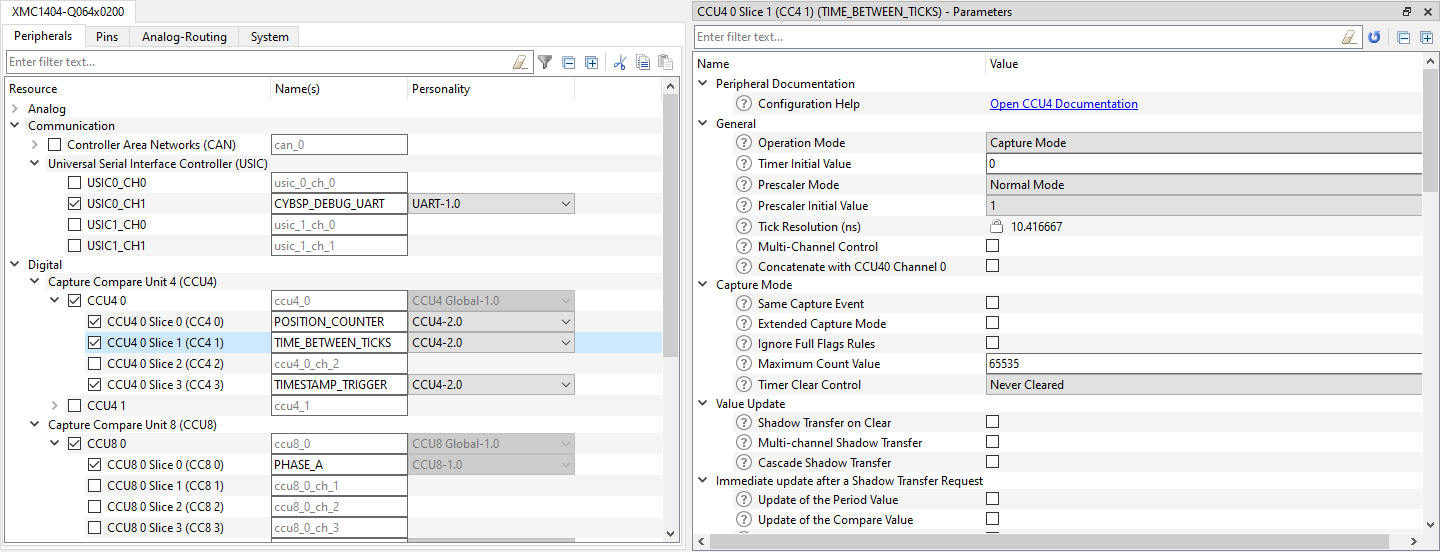 XMC1404-Q064x0200
Peripherals Pins Analog-Routing System
Enter filter text...
Resource Name(s) Personality
Analog
Communication
Controller Area Networks (CAN) can_0
Universal Serial Interface Controller (USIC)
USIC0_CH0 usic_0_ch_0
USIC0_CH1 CYBSP_DEBUG_UART UART-1.0
USIC1_CH0 usic_1_ch_0
USIC1_CH1 usic_1_ch_1
Digital
Capture Compare Unit 4 (CCU4)
CCU4 0 ccu4_0 CCU4 Global-1.0
CCU4 0 Slice 0 (CC4 0) POSITION_COUNTER CCU4-2.0
CCU4 0 Slice 1 (CC4 1) TIME_BETWEEN_TICKS CCU4-2.0
CCU4 0 Slice 2 (CC4 2) ccu4_0_ch_2
CCU4 0 Slice 3 (CC4 3) TIMESTAMP_TRIGGER CCU4-2.0
CCU4 1 ccu4_1
Capture Compare Unit 8 (CCU8)
CCU8 0 ccu8_0 CCU8 Global-1.0
CCU8 0 Slice 0 (CC8 0) PHASE_A CCU8-1.0
CCU8 0 Slice 1 (CC8 1) ccu8_0_ch_1
CCU8 0 Slice 2 (CC8 2) ccu8_0_ch_2
CCU8 0 Slice 3 (CC8 3) ccu8_0_ch_3
CCU4 0 Slice 1 (CC4 1) (TIME_BETWEEN_TICKS) - Parameters
Enter filter text...
Name Value
Peripheral Documentation
Configuration Help Open CCU4 Documentation
General
Operation Mode Capture Mode
Timer Initial Value 0
Prescaler Mode Normal Mode
Prescaler Initial Value 1
Tick Resolution (ns) 10.416667
Multi-Channel Control
Concatenate with CCU40 Channel 0
Capture Mode
Same Capture Event
Extended Capture Mode
Ignore Full Flags Rules
Maximum Count Value 65535
Timer Clear Control Never Cleared
Value Update
Shadow Transfer on Clear
Multi-channel Shadow Transfer
Cascade Shadow Transfer
Immediate update after a Shadow Transfer Request
Update of the Period Value
Update of the Compare Value